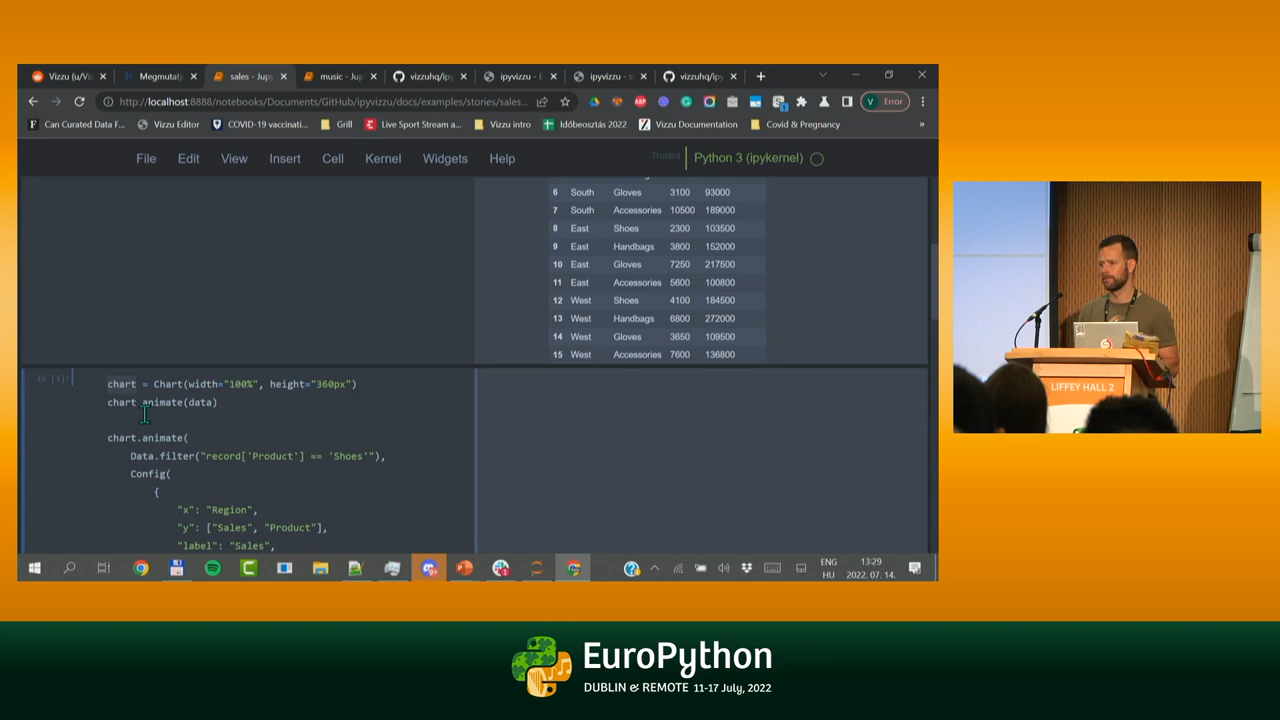 Vizzu (u/Vi
Megmutat
sales - Jup
music - Jup
vizzuhq/ipy
ipyvizzu · D
ipyvizzu · s
vizzuhq/ipy
http://localhost:8888/notebooks/Documents/GitHub/ipyvizzu/docs/examples/stories/sales...
V Error
F Can Curated Data F...
Vizzu Editor
COVID-19 vaccinati...
Grill
Live Sport Stream a...
Vizzu intro
Időbeosztás 2022
Vizzu Documentation
Covid & Pregnancy
»
File Edit View Insert Cell Kernel Widgets Help
Trusted
Python 3 (ipykernel)
6 South Gloves 3100 93000
7 South Accessories 10500 189000
8 East Shoes 2300 103500
9 East Handbags 3800 152000
10 East Gloves 7250 217500
11 East Accessories 5600 100800
12 West Shoes 4100 184500
13 West Handbags 6800 272000
14 West Gloves 3650 109500
15 West Accessories 7600 136800
In [3]:
chart = Chart(width="100%", height="360px")
chart.animate(data)
chart.animate(
Data.filter("record['Product'] == 'Shoes'"),
Config(
{
"x": "Region",
"y": ["Sales", "Product"],
"label": "Sales",
ENG
HU
13:29
2022. 07. 14.
LIFFEY HALL 2
EuroPython
DUBLIN & REMOTE 11-17 July, 2022